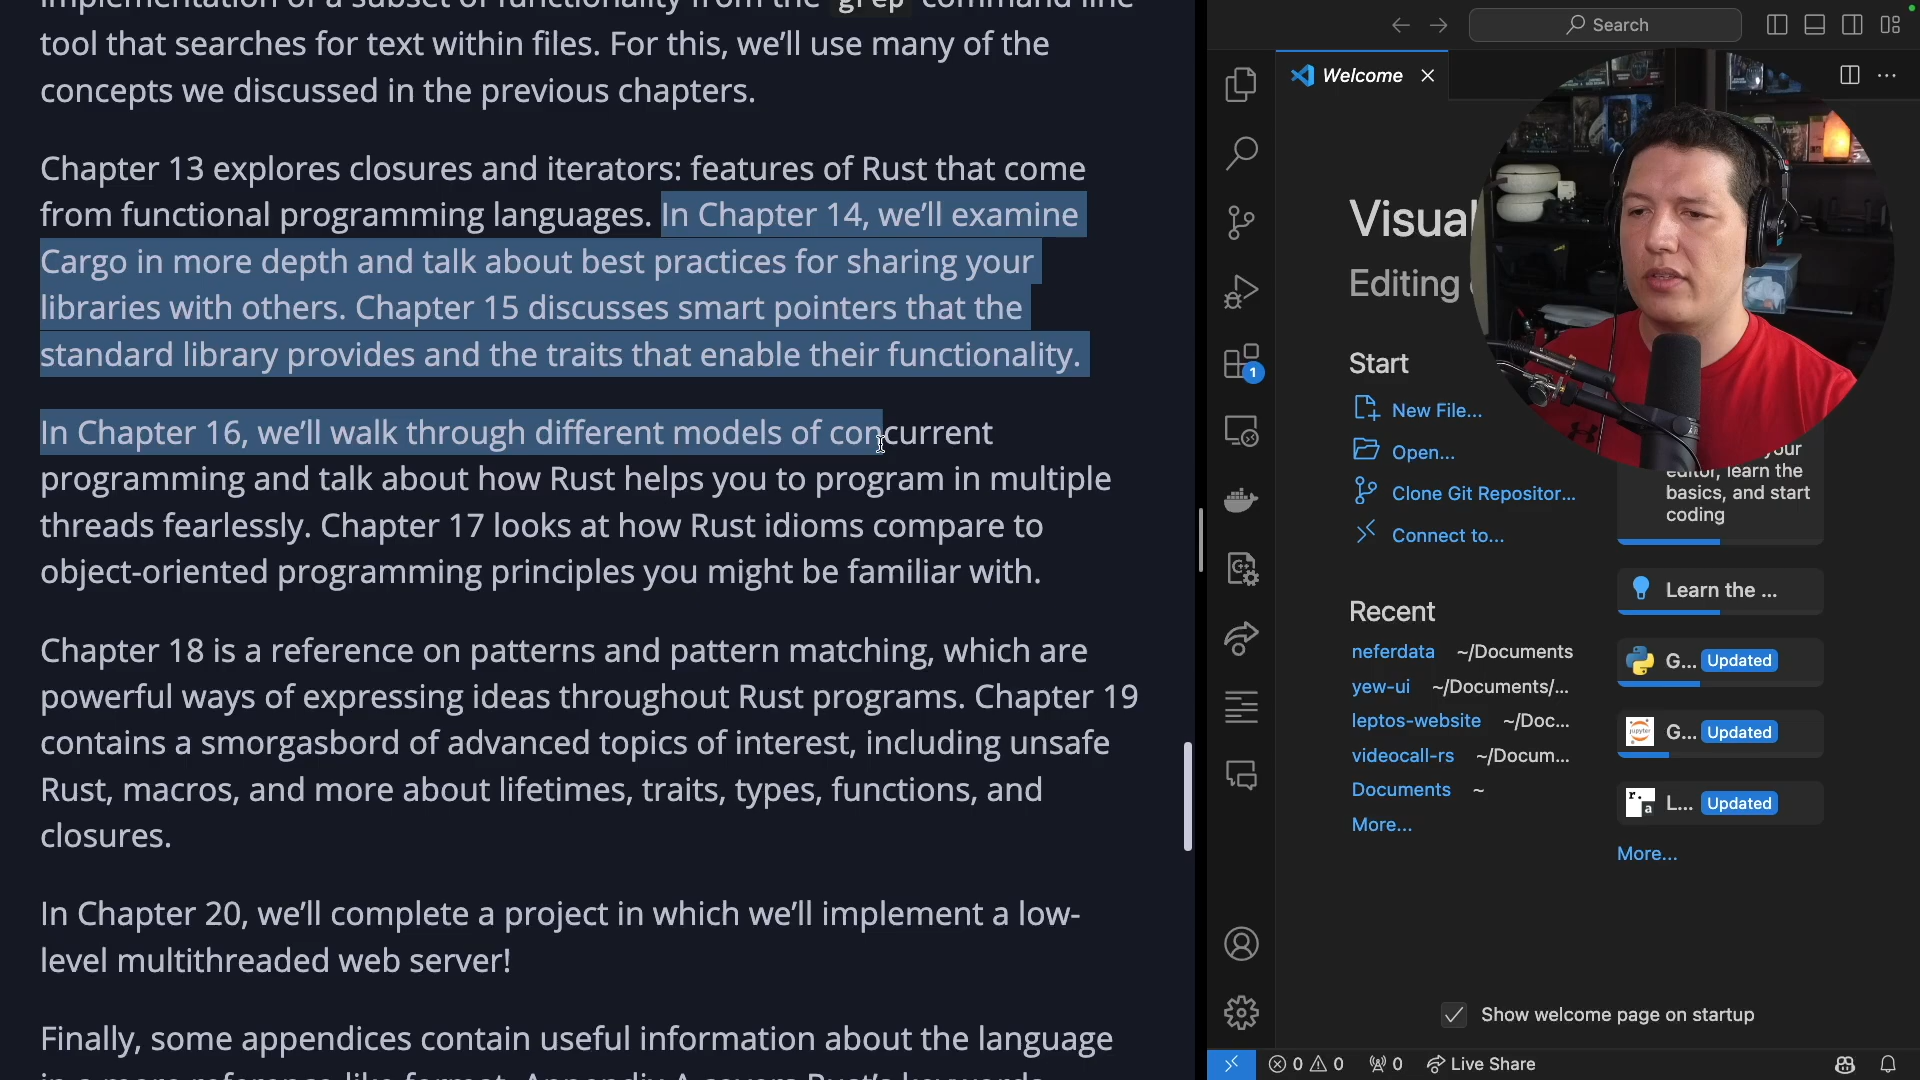 tool that searches for text within files. For this, we’ll use many of the
concepts we discussed in the previous chapters.
Chapter 13 explores closures and iterators: features of Rust that come
from functional programming languages. In Chapter 14, we’ll examine
Cargo in more depth and talk about best practices for sharing your
libraries with others. Chapter 15 discusses smart pointers that the
standard library provides and the traits that enable their functionality.
In Chapter 16, we’ll walk through different models of concurrent
programming and talk about how Rust helps you to program in multiple
threads fearlessly. Chapter 17 looks at how Rust idioms compare to
object-oriented programming principles you might be familiar with.
Chapter 18 is a reference on patterns and pattern matching, which are
powerful ways of expressing ideas throughout Rust programs. Chapter 19
contains a smorgasbord of advanced topics of interest, including unsafe
Rust, macros, and more about lifetimes, traits, types, functions, and
closures.
In Chapter 20, we’ll complete a project in which we’ll implement a low-
level multithreaded web server!
Finally, some appendices contain useful information about the language
Search
Welcome
1
Visual
Editing
Start
New File...
Open...
Clone Git Repositor...
Connect to...
Recent
neferdata ~/Documents
yew-ui ~/Documents/...
leptos-website ~/Doc...
videocall-rs ~/Docum...
Documents ~
More...
your
editor, learn the
basics, and start
coding
Learn the ...
G... Updated
jupyter G... Updated
r. a L... Updated
More...
Show welcome page on startup
0 0 0 Live Share